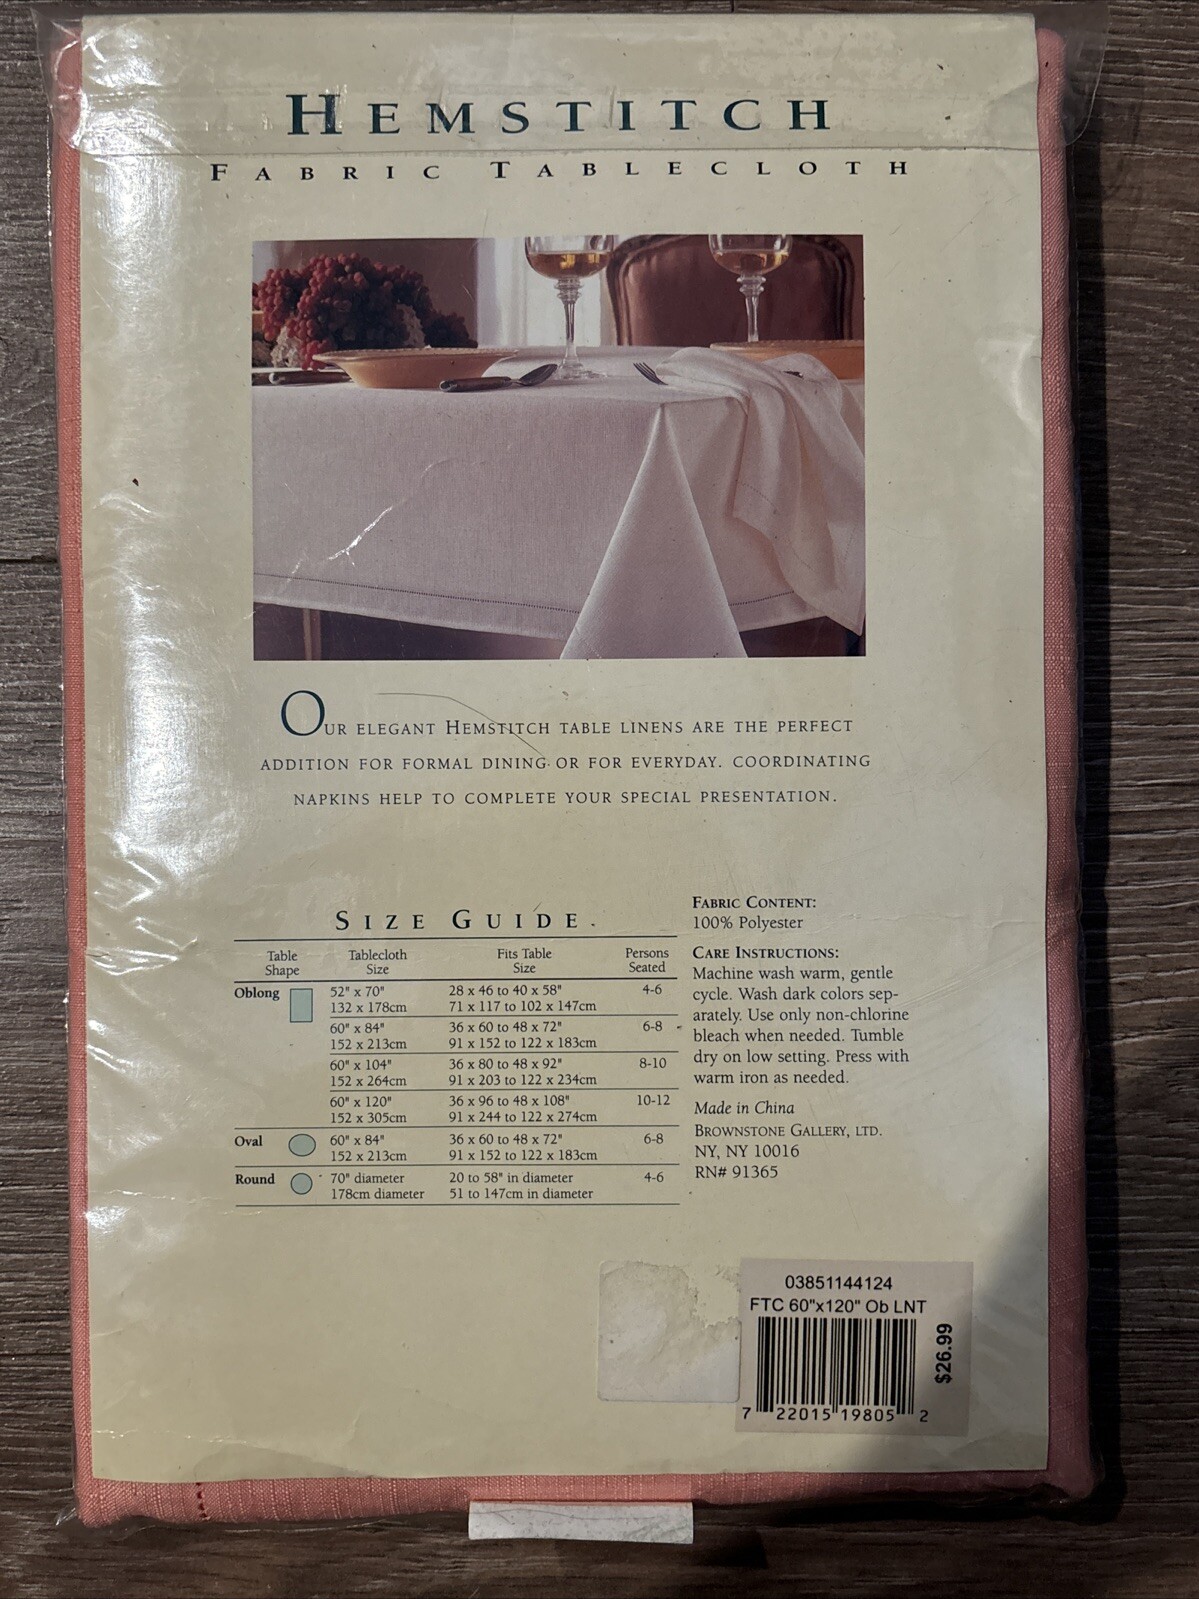 HEMSTITCH
FABRIC TABLECLOTH
OUR ELEGANT HEMSTITCH TABLE LINENS ARE THE PERFECT
ADDITION FOR FORMAL DINING OR FOR EVERYDAY. COORDINATING
NAPKINS HELP TO COMPLETE YOUR SPECIAL PRESENTATION.
SIZE GUIDE
Table Shape	Tablecloth Size	Fits Table Size	Persons Seated
Oblong	52" x 70"	28 x 46 to 40 x 58"	4-6
132 x 178cm	71 x 117 to 102 x 147cm
60" x 84"	36 x 60 to 48 x 72"	6-8
152 x 213cm	91 x 152 to 122 x 183cm
60" x 104"	36 x 80 to 48 x 92"	8-10
152 x 264cm	91 x 203 to 122 x 234cm
60" x 120"	36 x 96 to 48 x 108"	10-12
152 x 305cm	91 x 244 to 122 x 274cm
Oval	60" x 84"	36 x 60 to 48 x 72"	6-8
152 x 213cm	91 x 152 to 122 x 183cm
Round	70" diameter	20 to 58" in diameter	4-6
178cm diameter	51 to 147cm in diameter
FABRIC CONTENT:
100% Polyester
CARE INSTRUCTIONS:
Machine wash warm, gentle
cycle. Wash dark colors sep-
arately. Use only non-chlorine
bleach when needed. Tumble
dry on low setting. Press with
warm iron as needed.
Made in China
BROWNSTONE GALLERY, LTD.
NY, NY 10016
RN# 91365
03851144124
FTC 60"x120" Ob LNT
$26.99
7 22015 19805 2